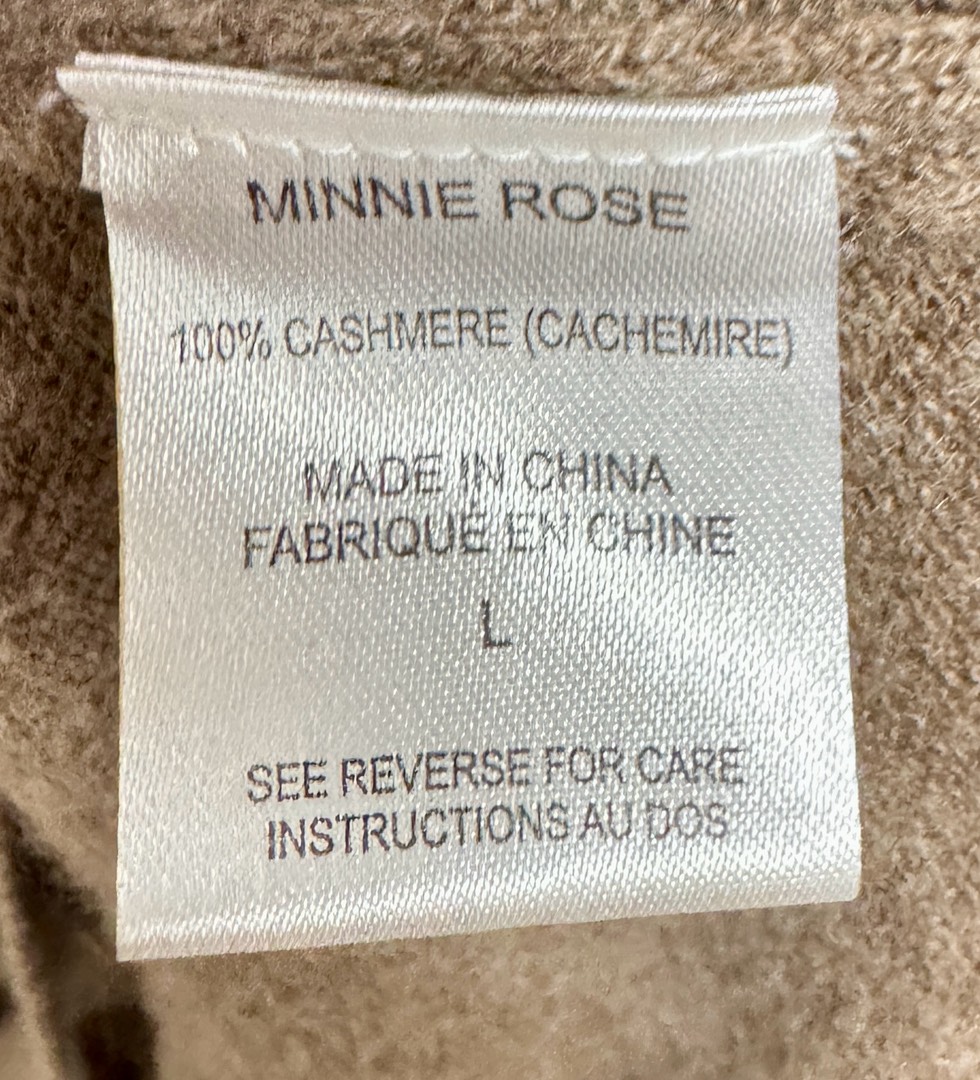 MINNIE ROSE
100% CASHMERE (CACHEMIRE)
MADE IN CHINA
FABRIQUÉ EN CHINE
L
SEE REVERSE FOR CARE
INSTRUCTIONS AU DOS